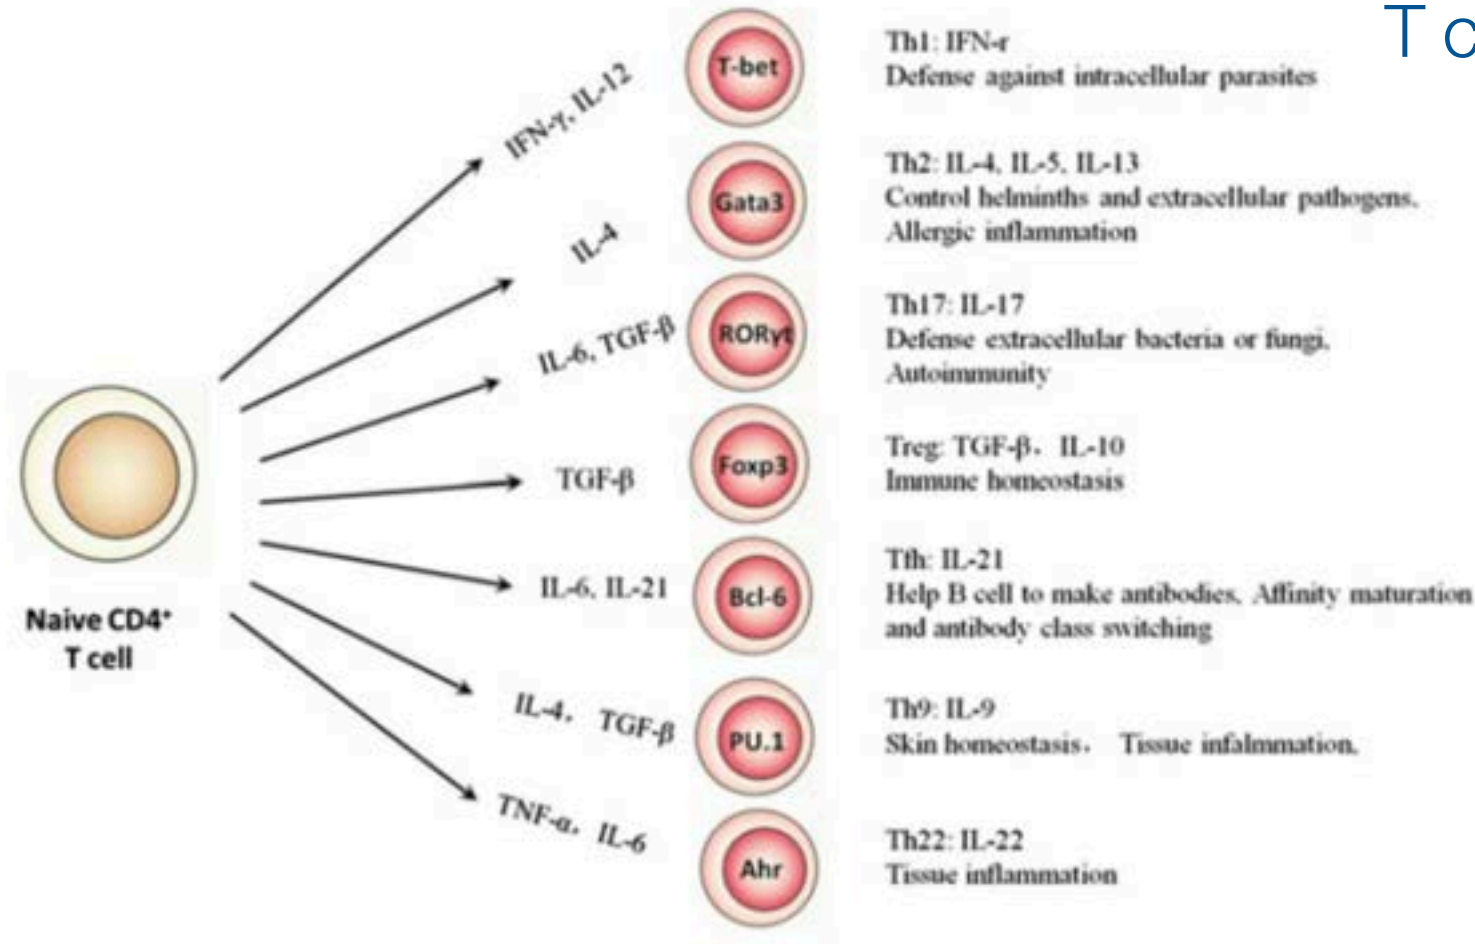 T c
IFN-γ, IL-12
T-bet
Th1: IFN-r
Defense against intracellular parasites
IL-4
Gata3
Th2: IL-4, IL-5, IL-13
Control helminths and extracellular pathogens,
Allergic inflammation
IL-6, TGF-β
RORγt
Th17: IL-17
Defense extracellular bacteria or fungi,
Autoimmunity
TGF-β
Foxp3
Treg: TGF-β, IL-10
Immune homeostasis
IL-6, IL-21
Bcl-6
Tfh: IL-21
Help B cell to make antibodies, Affinity maturation
and antibody class switching
Naive CD4+
T cell
IL-4, TGF-β
PU.1
Th9: IL-9
Skin homeostasis, Tissue infalmmation,
TNF-α, IL-6
Ahr
Th22: IL-22
Tissue inflammation